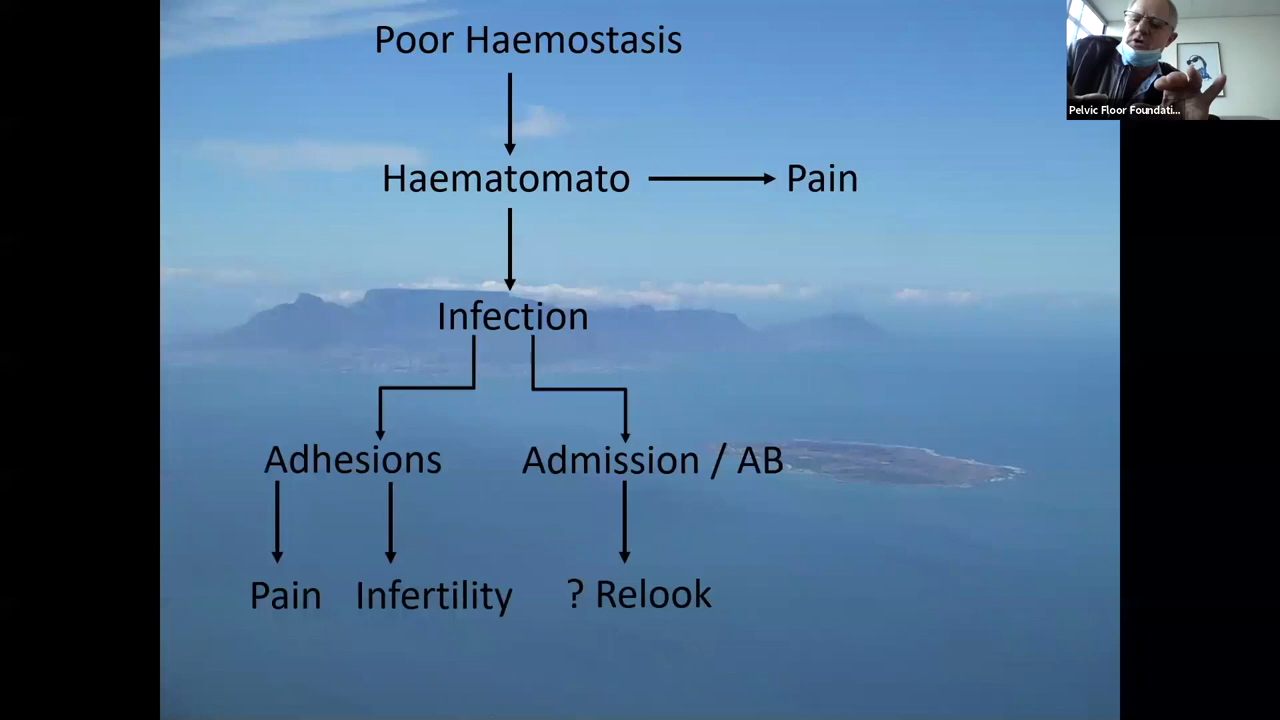 Poor Haemostasis
Haematomato
Pain
Infection
Adhesions
Admission / AB
Pain
Infertility
? Relook
Pelvic Floor Foundati...